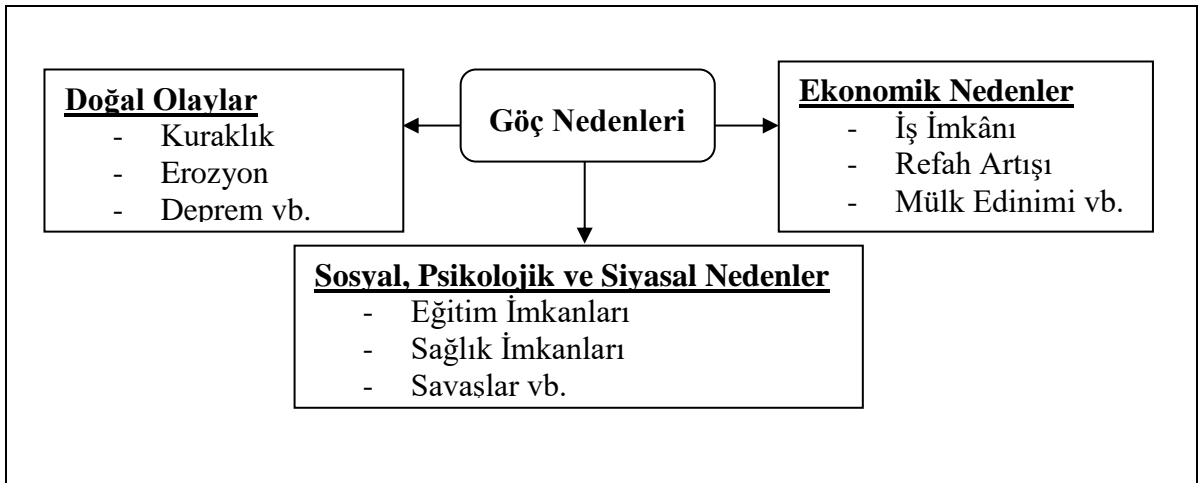 Göç Nedenleri
Doğal Olaylar
- Kuraklık
- Erozyon
- Deprem vb.
Ekonomik Nedenler
- İş İmkânı
- Refah Artışı
- Mülk Edinimi vb.
Sosyal, Psikolojik ve Siyasal Nedenler
- Eğitim İmkanları
- Sağlık İmkanları
- Savaşlar vb.